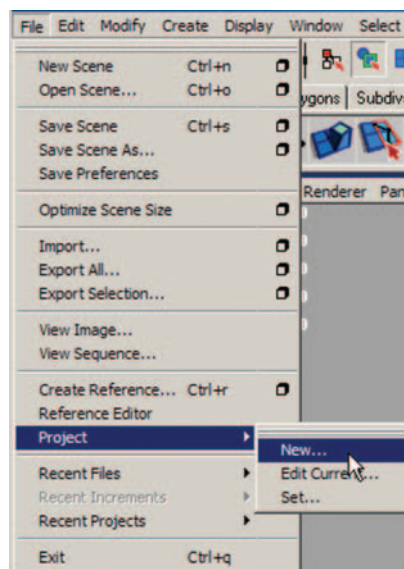 File Edit Modify Create Display Window Select
New Scene Ctrl+n
Open Scene... Ctrl+o
Subdiv
Save Scene Ctrl+s
Save Scene As...
Save Preferences
Renderer Pan
Optimize Scene Size
Import...
Export All...
Export Selection...
View Image...
View Sequence...
Create Reference... Ctrl+r
Reference Editor
Project
New...
Recent Files
Edit Current...
Recent Increments
Set...
Recent Projects
Exit Ctrl+q